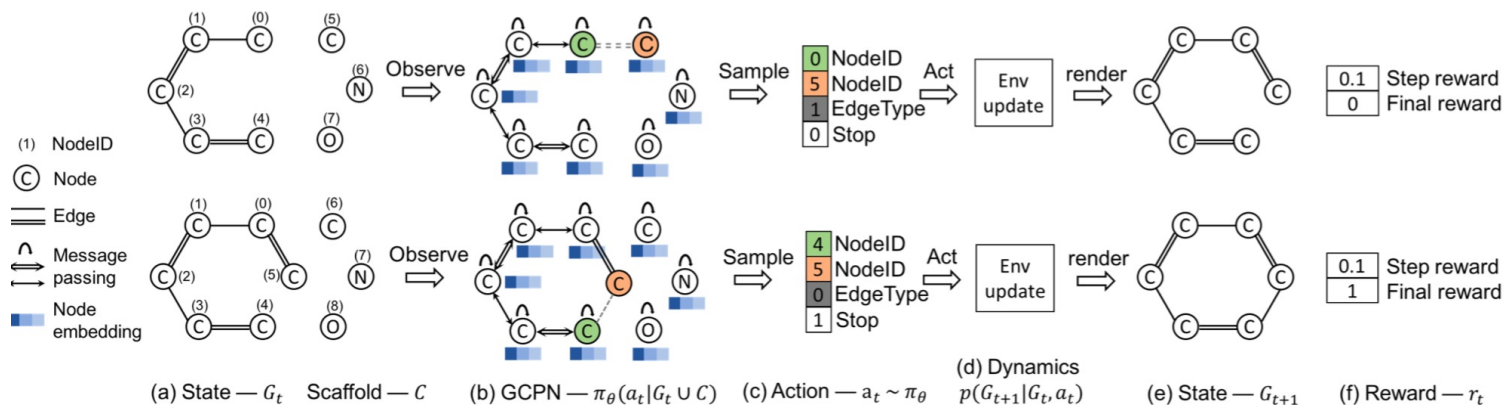 (1) (0) (5)
C C C
(6)
C (2) N
(3) (4) (7)
C C O
Observe
C C C
C N
C C O
Sample
0 NodeID
5 NodeID
1 EdgeType
0 Stop
Act
Env
update
render
C C
C C
C C
0.1 Step reward
0 Final reward
(1) NodeID
C Node
Edge
Message
passing
Node
embedding
(1) (0) (6)
C C C
(7)
C (2) (5) C N
(3) (4) (8)
C C O
Observe
C C C
C C N
C C O
Sample
4 NodeID
5 NodeID
0 EdgeType
1 Stop
Act
Env
update
render
C C
C C
C C
0.1 Step reward
1 Final reward
(a) State — G_t Scaffold — C
(b) GCPN — π_θ(a_t|G_t ∪ C)
(c) Action — a_t ~ π_θ
(d) Dynamics
p(G_{t+1}|G_t, a_t)
(e) State — G_{t+1}
(f) Reward — r_t